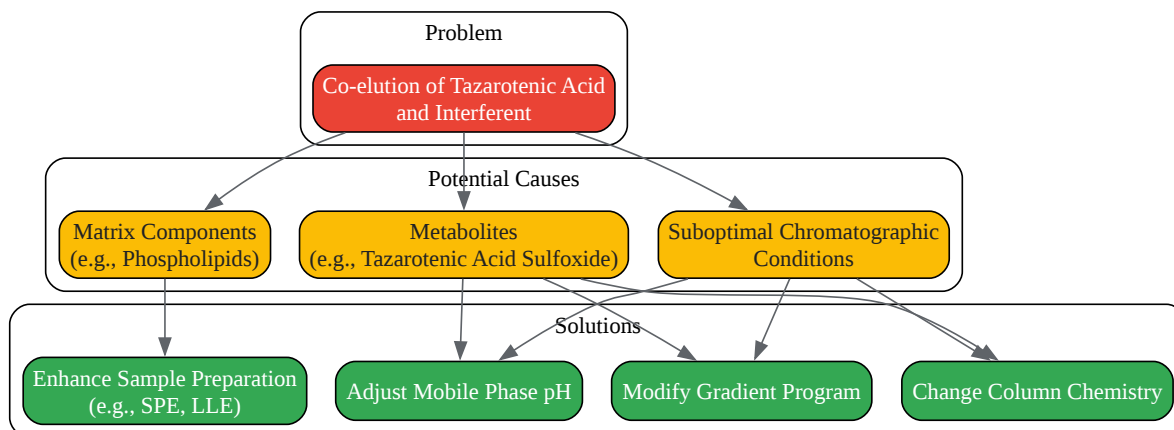 Problem
Co-elution of Tazarotenic Acid
and Interferent
Potential Causes
Matrix Components
(e.g., Phospholipids)
Metabolites
(e.g., Tazarotenic Acid Sulfoxide)
Suboptimal Chromatographic
Conditions
Solutions
Enhance Sample Preparation
(e.g., SPE, LLE)
Adjust Mobile Phase pH
Modify Gradient Program
Change Column Chemistry